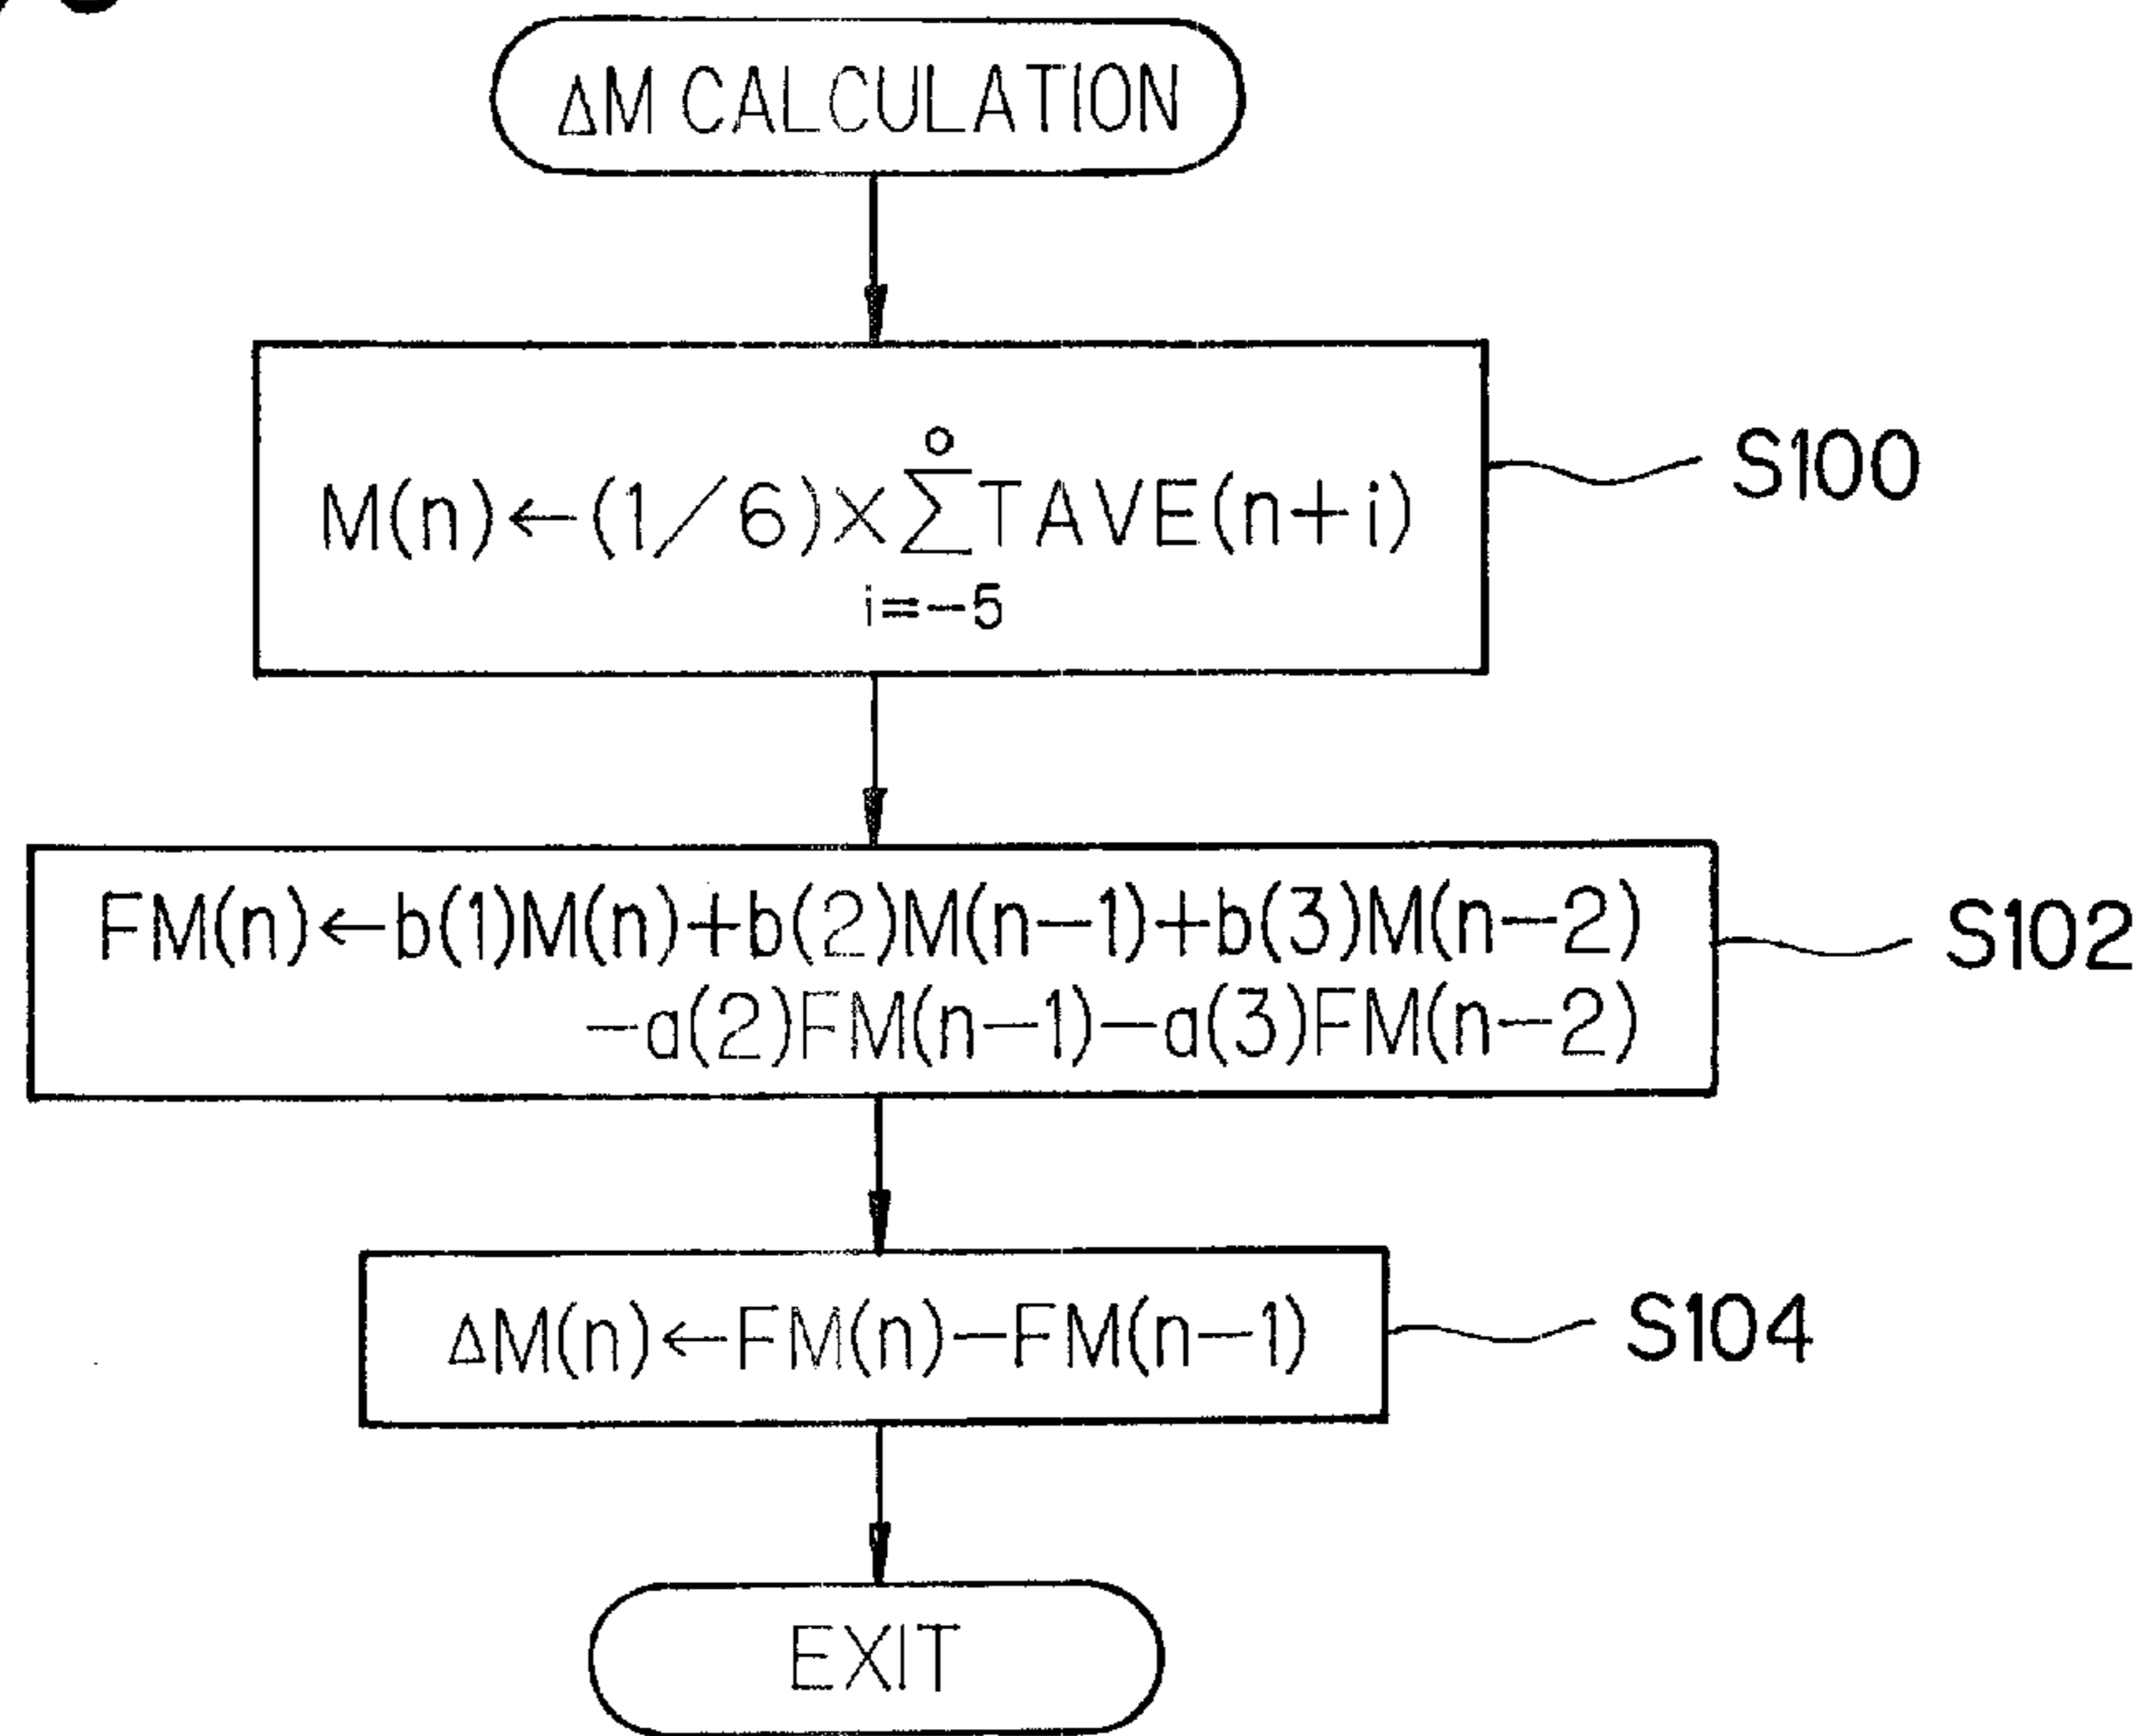 ΔM CALCULATION
0
M(n)←(1/6)×∑TAVE(n+i)
i=-5
S100
FM(n)←b(1)M(n)+b(2)M(n-1)+b(3)M(n-2)
-a(2)FM(n-1)-a(3)FM(n-2)
S102
ΔM(n)←FM(n)-FM(n-1)
S104
EXIT